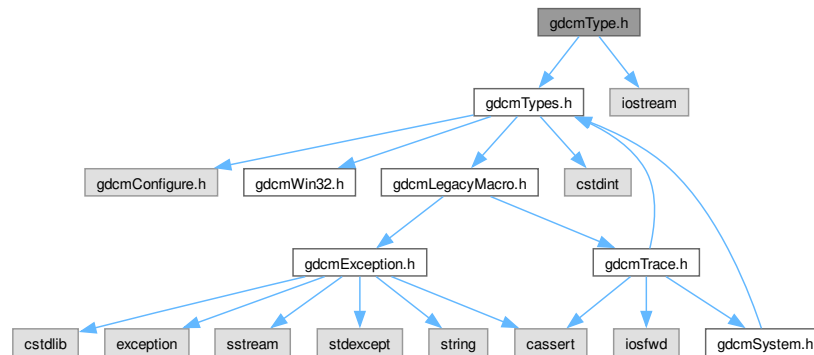 gdcmType.h
gdcmTypes.h
iostream
gdcmConfigure.h
gdcmWin32.h
gdcmLegacyMacro.h
cstdint
gdcmException.h
gdcmTrace.h
cstdlib
exception
sstream
stdexcept
string
cassert
iosfwd
gdcmSystem.h